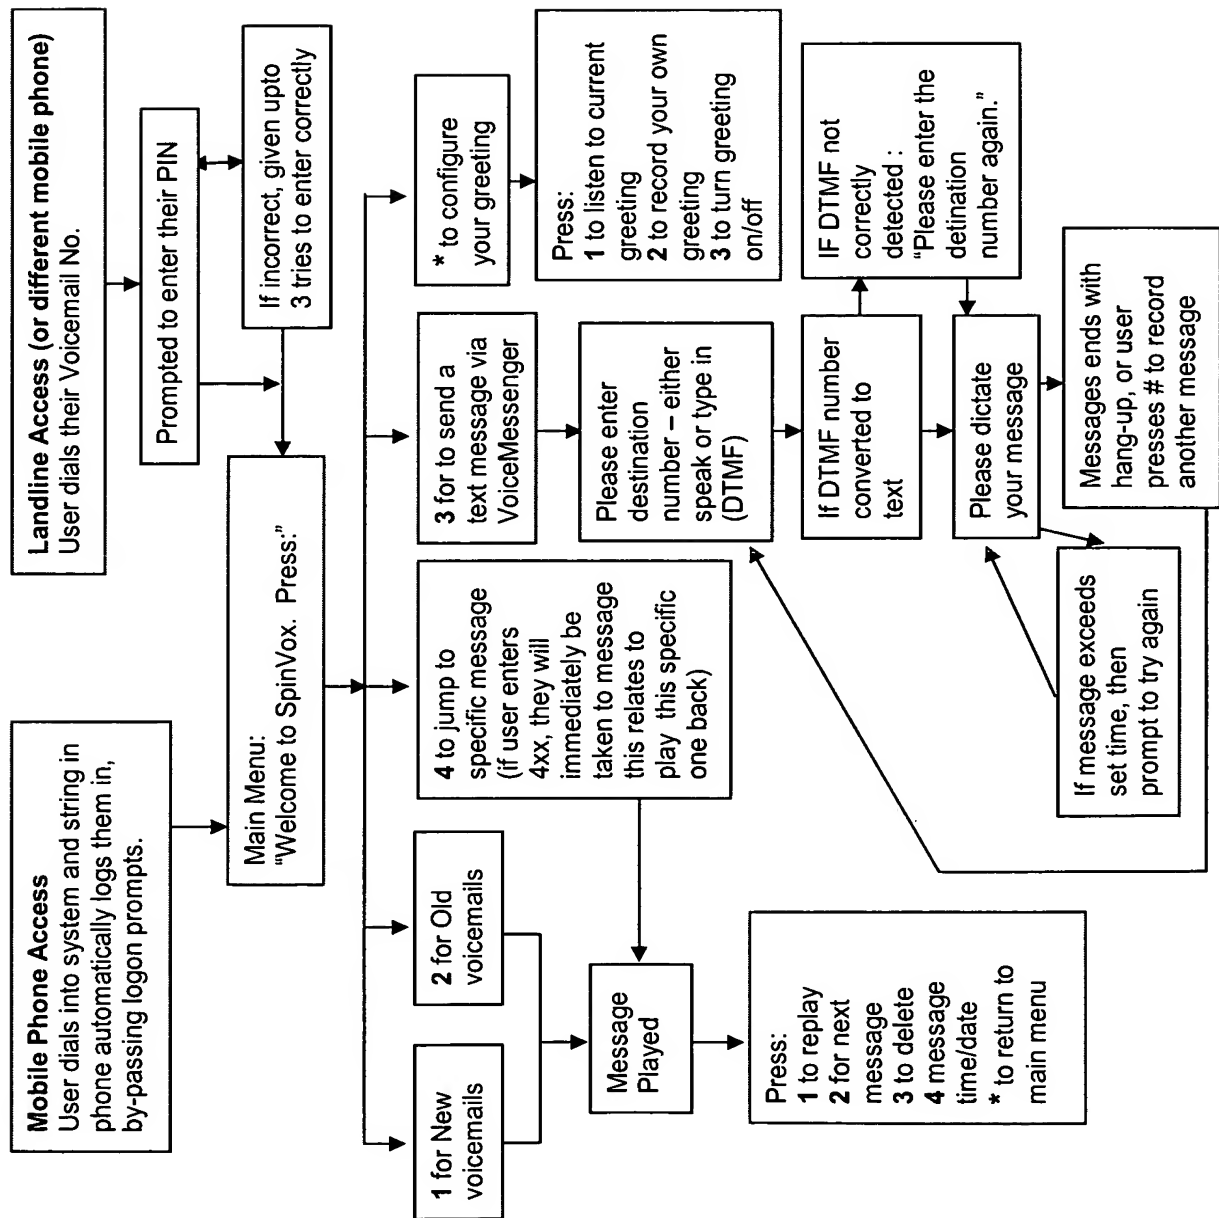 Mobile Phone Access
User dials into system and string in
phone automatically logs them in,
by-passing logon prompts.
Landline Access (or different mobile phone)
User dials their Voicemail No.
Prompted to enter their PIN
If incorrect, given upto
3 tries to enter correctly
Main Menu:
“Welcome to SpinVox.  Press:”
1 for New
voicemails
2 for Old
voicemails
4 to jump to
specific message
(if user enters
4xx, they will
immediately be
taken to message
this relates to
play  this specific
one back)
3 for to send a
text message via
VoiceMessenger
* to configure
your greeting
Message
Played
Press:
1 to replay
2 for next
message
3 to delete
4 message
time/date
* to return to
main menu
Please enter
destination
number – either
speak or type in
(DTMF)
Press:
1 to listen to current
greeting
2 to record your own
greeting
3 to turn greeting
on/off
If DTMF number
converted to
text
IF DTMF not
correctly
detected :
“Please enter the
detination
number again.”
Please dictate
your message
If message exceeds
set time, then
prompt to try again
Messages ends with
hang-up, or user
presses # to record
another message